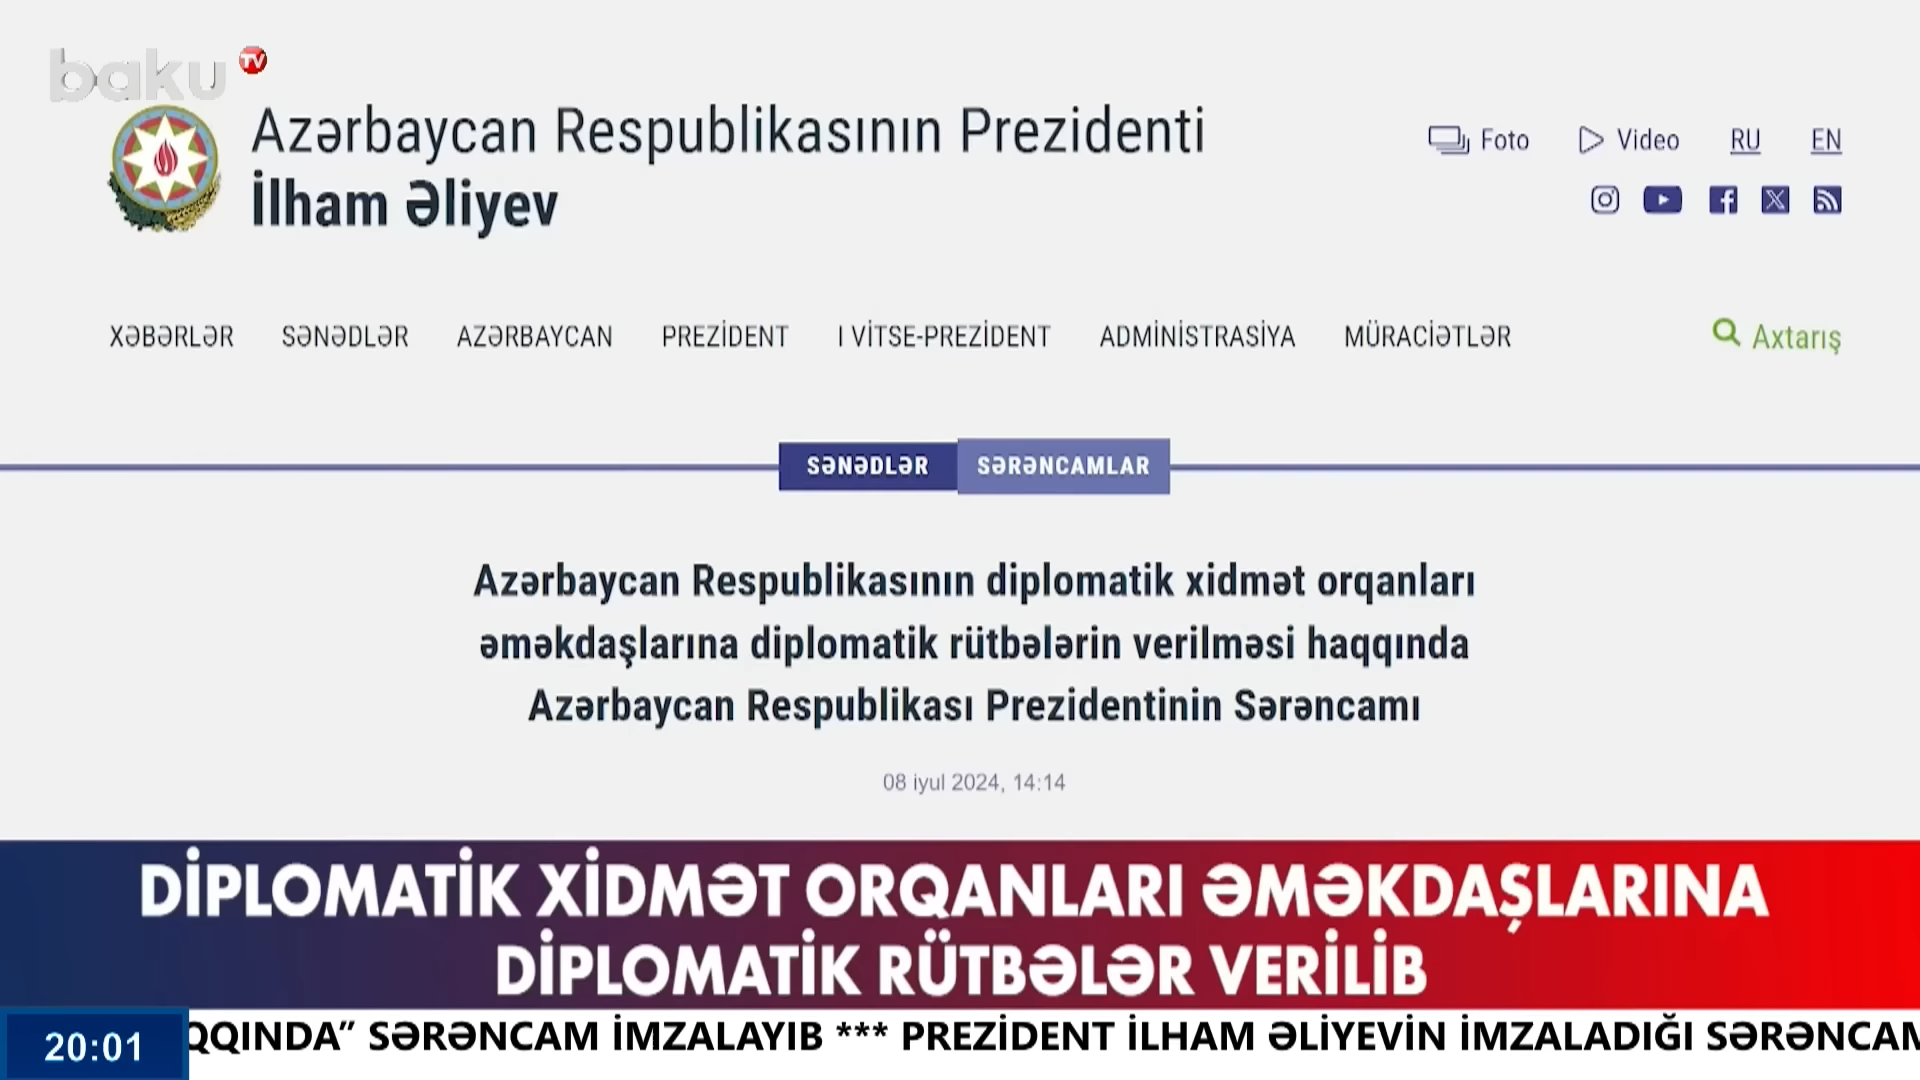 baku TV
Azərbaycan Respublikasının Prezidenti
İlham Əliyev
Foto Video RU EN
XƏBƏRLƏR SƏNƏDLƏR AZƏRBAYCAN PREZİDENT I VİTSE-PREZİDENT ADMİNİSTRASİYA MÜRACİƏTLƏR Axtarış
SƏNƏDLƏR SƏRƏNCAMLAR
Azərbaycan Respublikasının diplomatik xidmət orqanları
əməkdaşlarına diplomatik rütbələrin verilməsi haqqında
Azərbaycan Respublikası Prezidentinin Sərəncamı
08 iyul 2024, 14:14
DİPLOMATİK XİDMƏT ORQANLARI ƏMƏKDAŞLARINA
DİPLOMATİK RÜTBƏLƏR VERİLİB
20:01 QQINDA” SƏRƏNCAM İMZALAYIB *** PREZİDENT İLHAM ƏLİYEVİN İMZALADIĞI SƏRƏNCAM